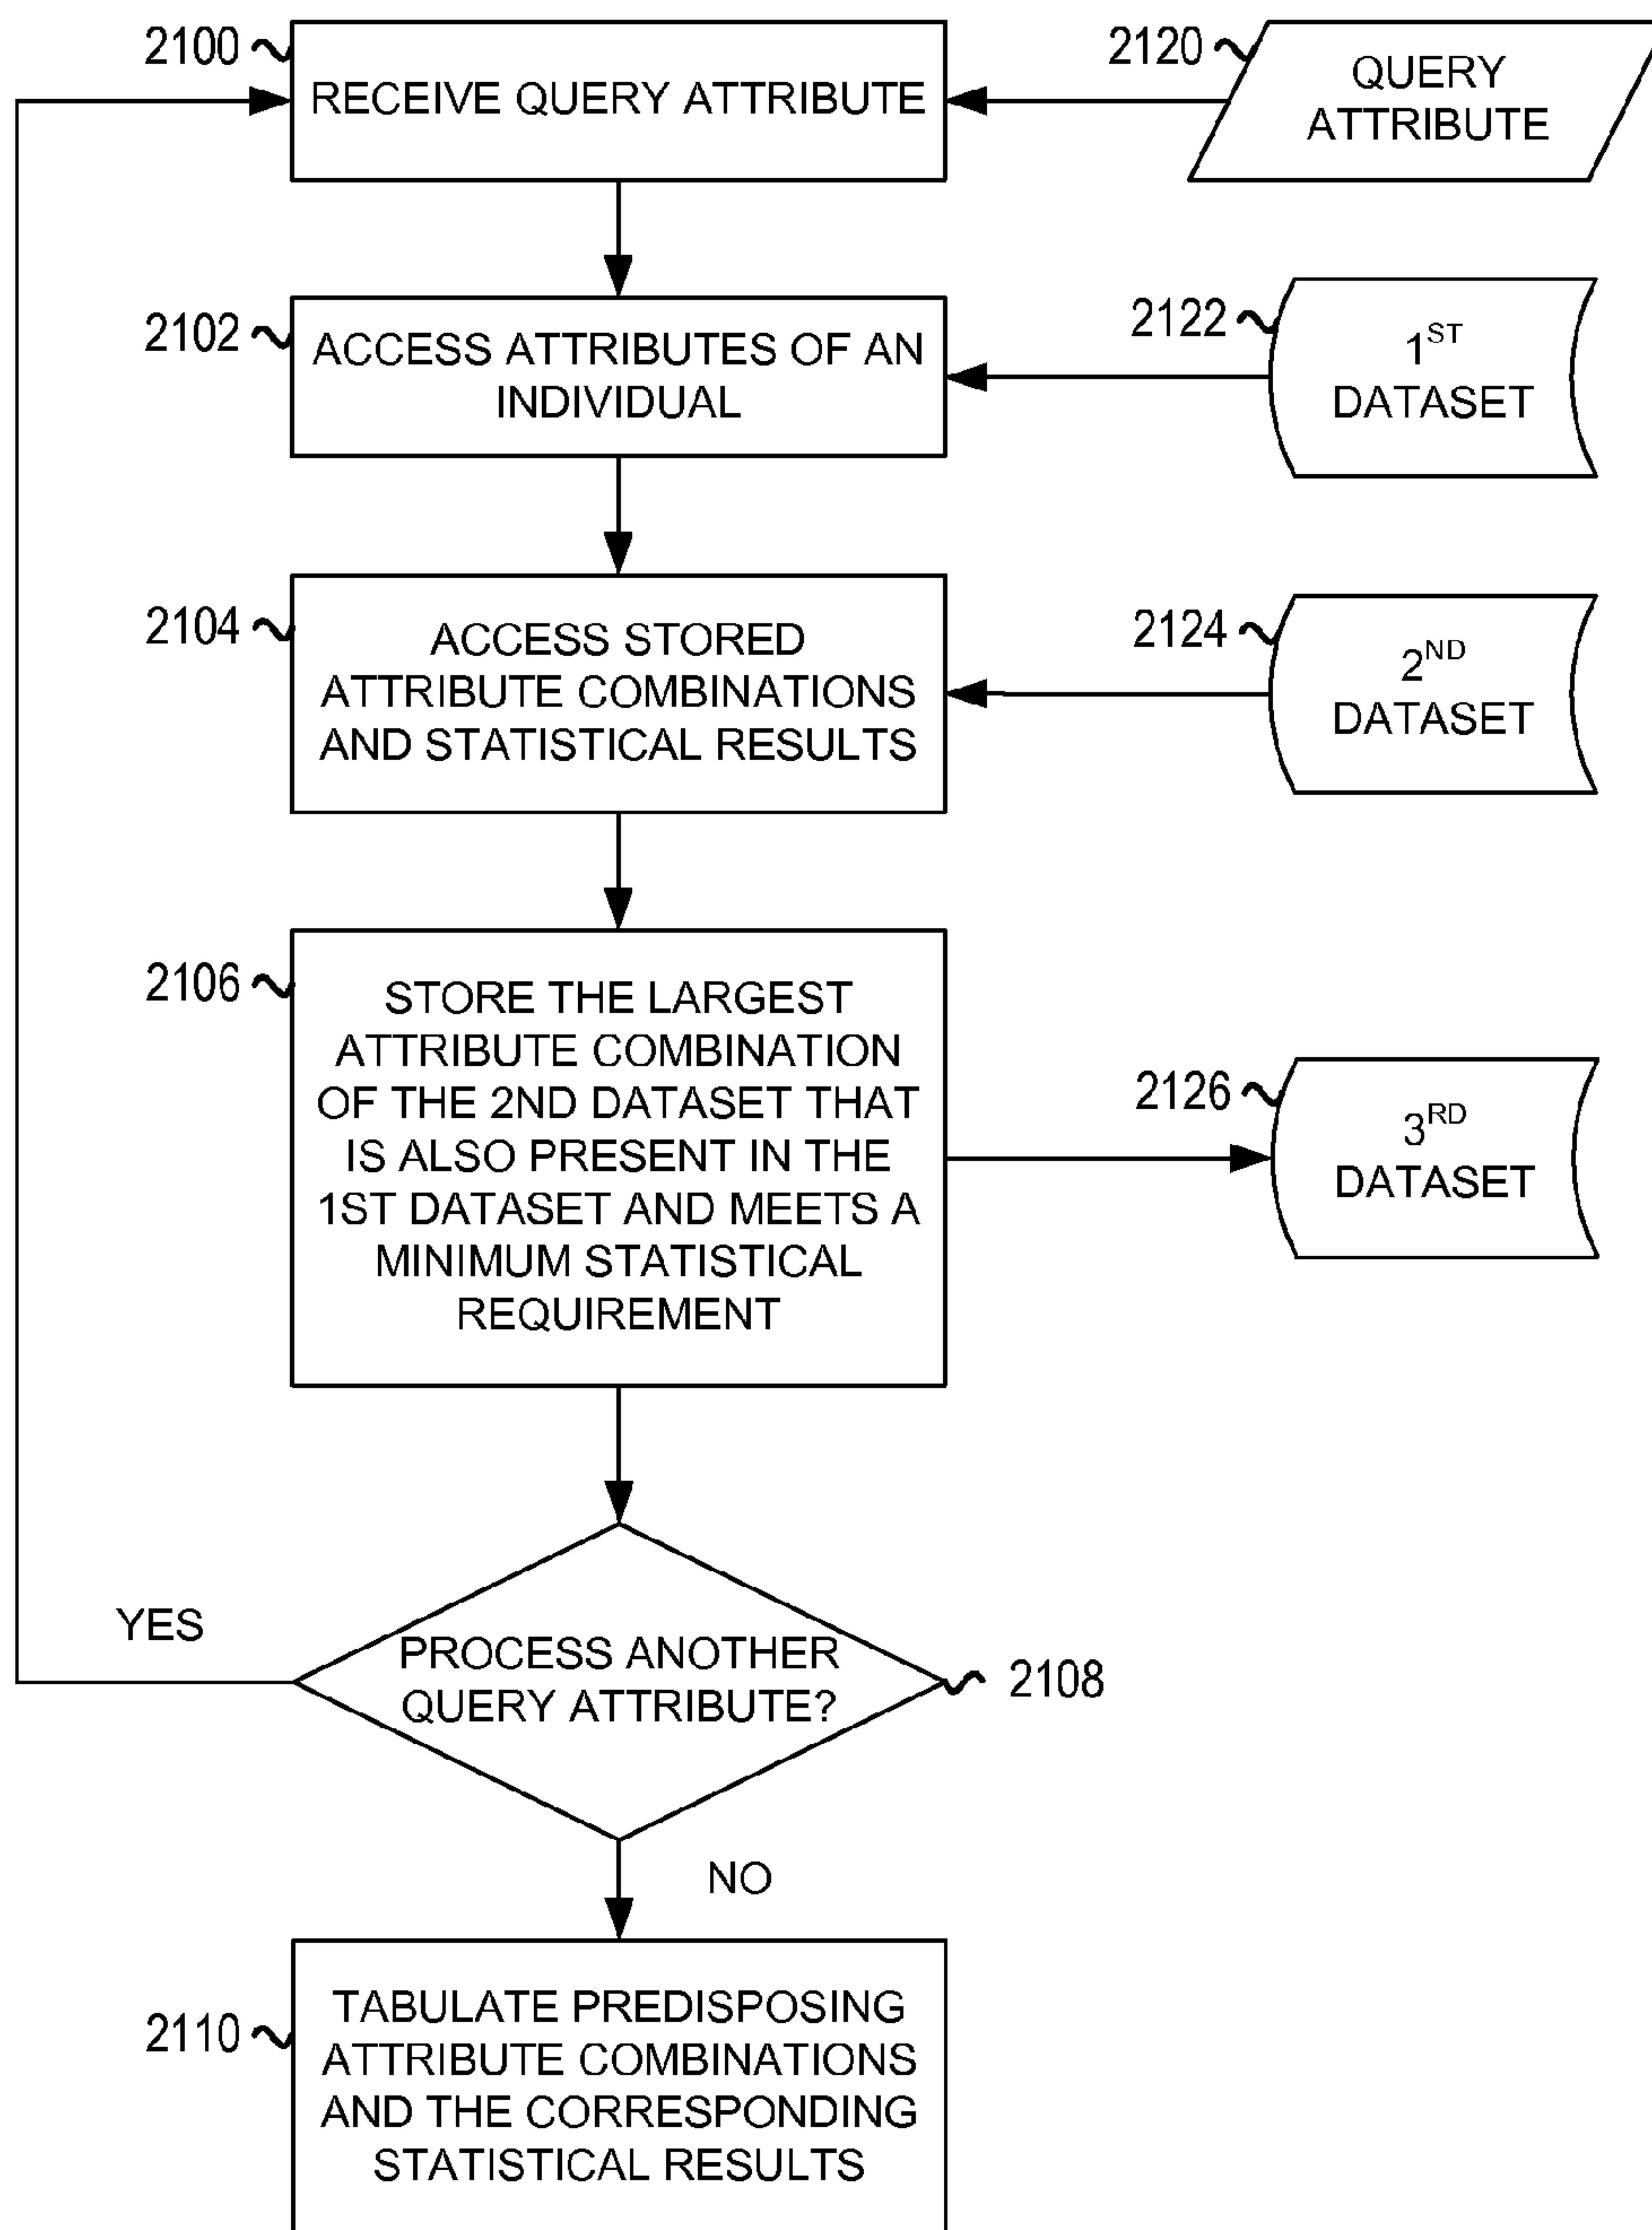 2100
RECEIVE QUERY ATTRIBUTE
2120
QUERY
ATTRIBUTE
2102
ACCESS ATTRIBUTES OF AN
INDIVIDUAL
2122
1ST
DATASET
2104
ACCESS STORED
ATTRIBUTE COMBINATIONS
AND STATISTICAL RESULTS
2124
2ND
DATASET
2106
STORE THE LARGEST
ATTRIBUTE COMBINATION
OF THE 2ND DATASET THAT
IS ALSO PRESENT IN THE
1ST DATASET AND MEETS A
MINIMUM STATISTICAL
REQUIREMENT
2126
3RD
DATASET
YES
PROCESS ANOTHER
QUERY ATTRIBUTE?
2108
NO
2110
TABULATE PREDISPOSING
ATTRIBUTE COMBINATIONS
AND THE CORRESPONDING
STATISTICAL RESULTS